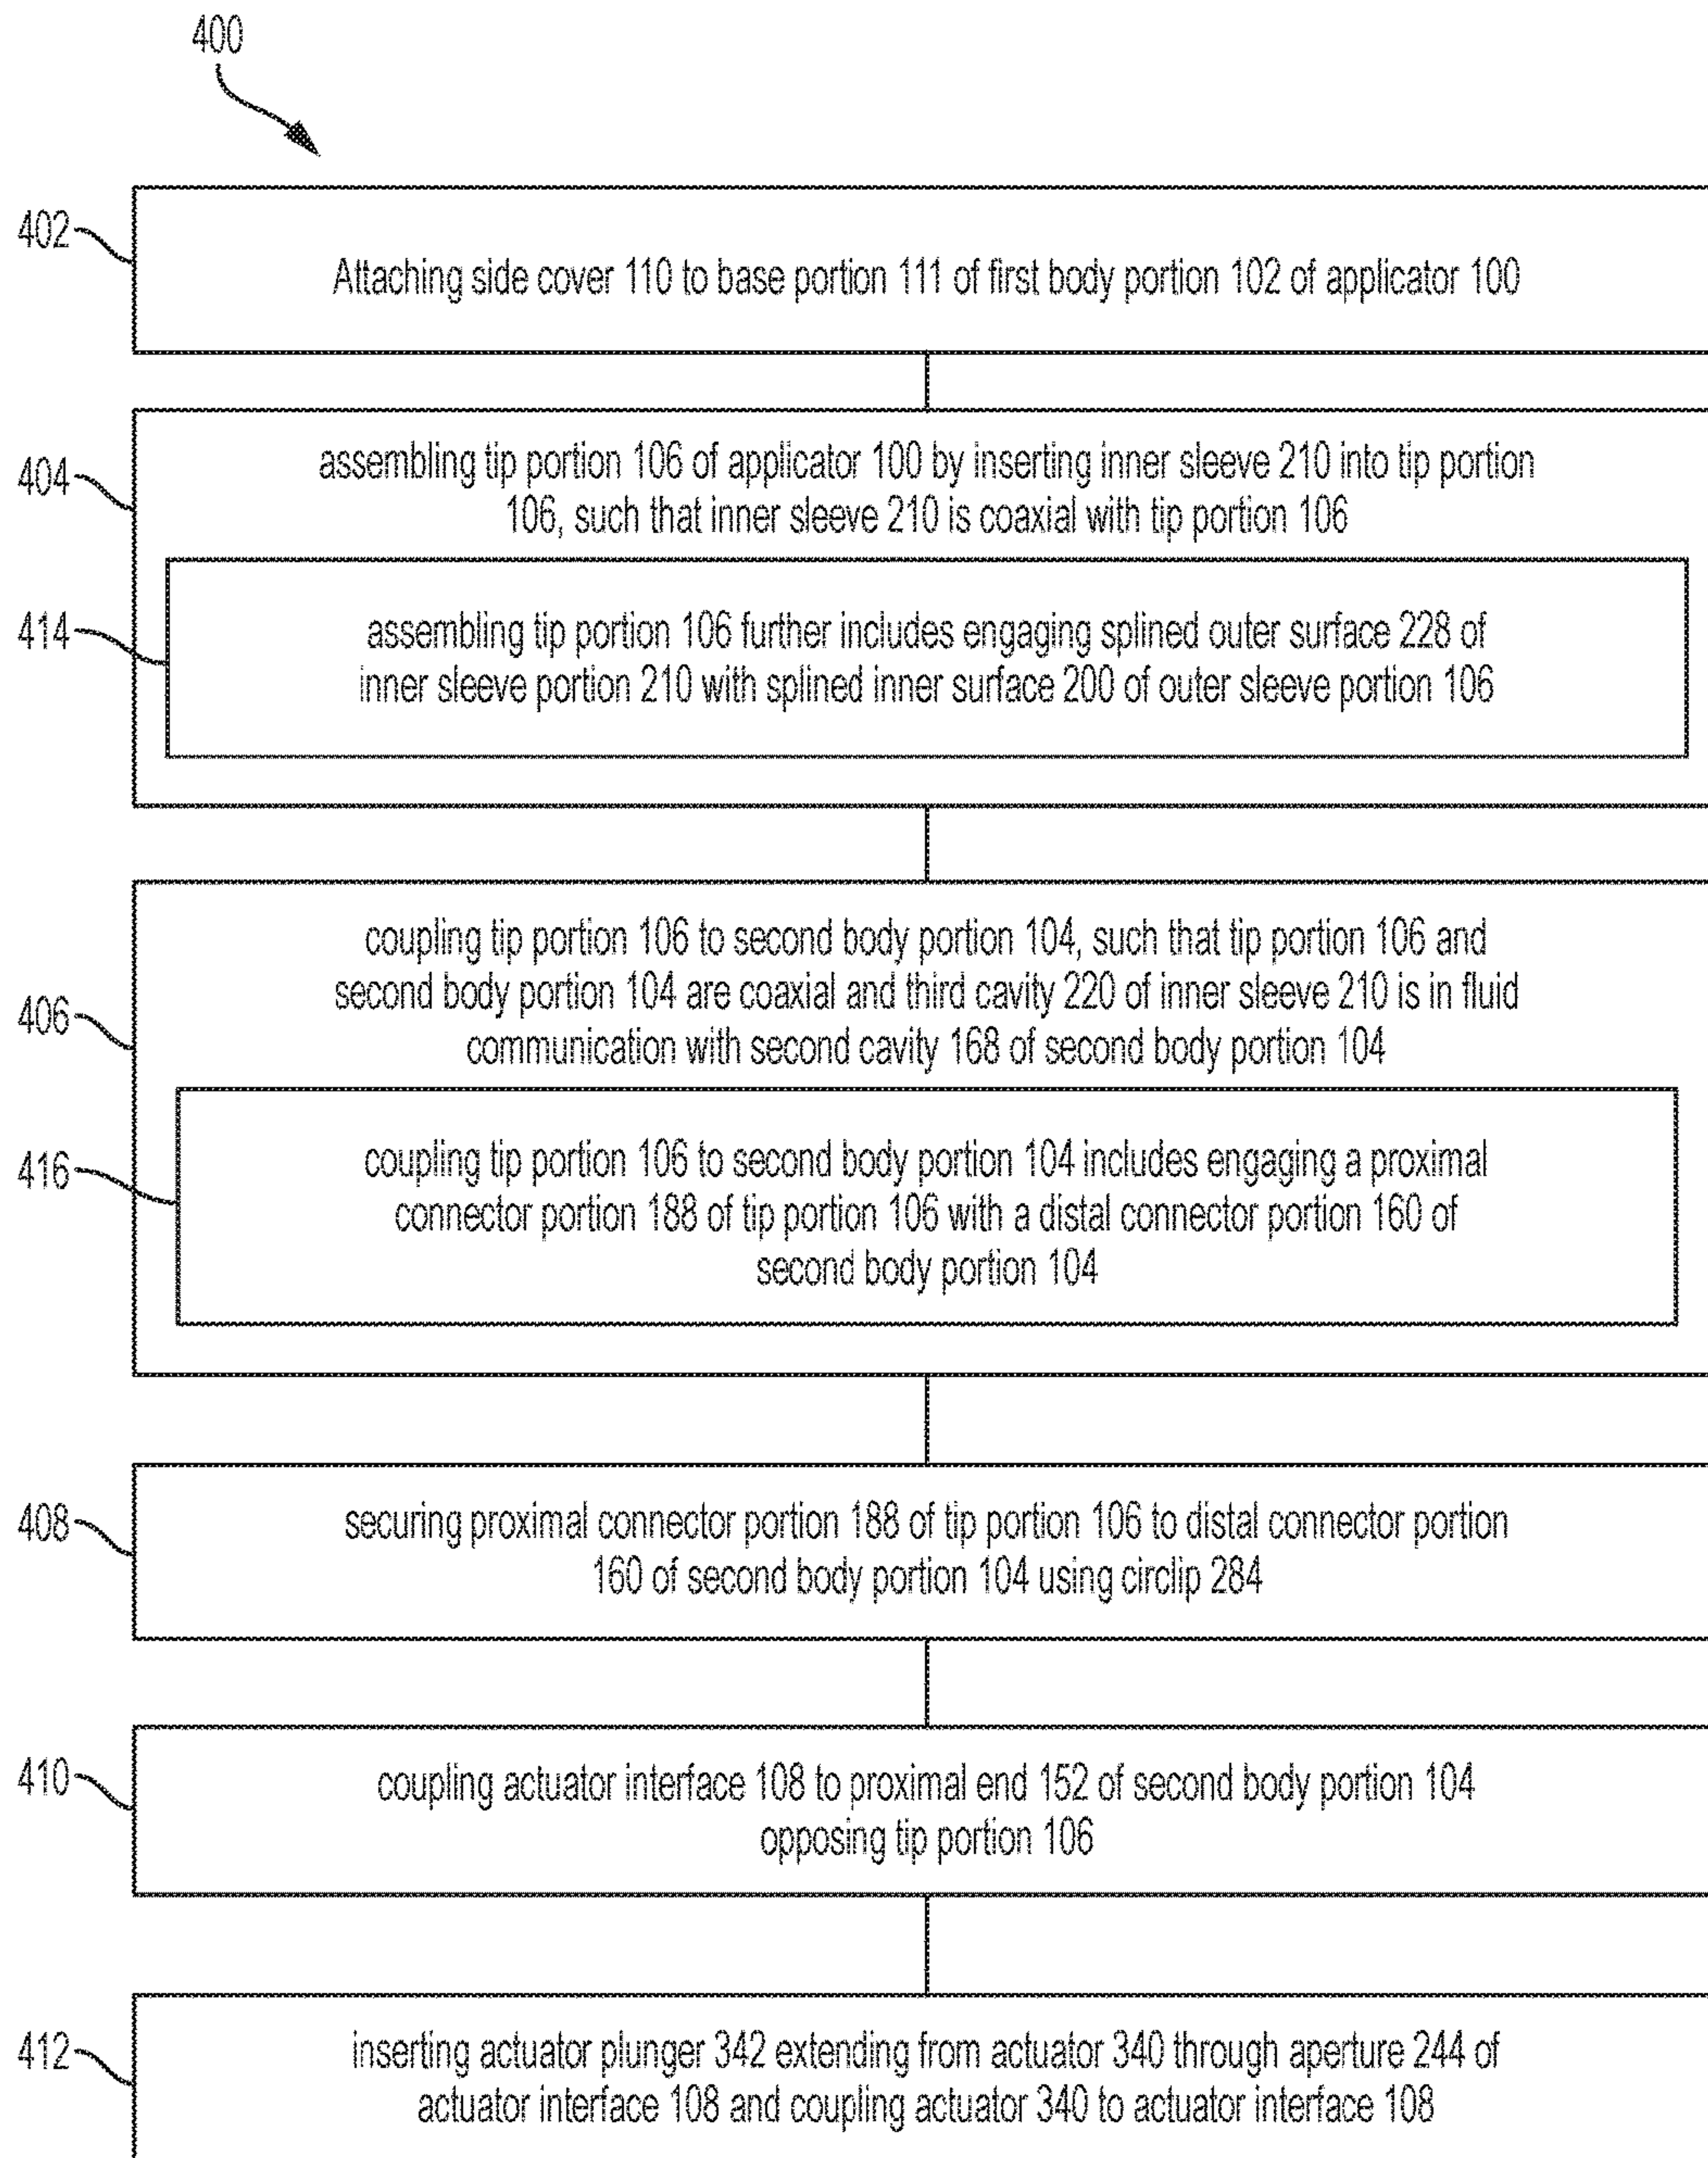 400
402
Attaching side cover 110 to base portion 111 of first body portion 102 of applicator 100
404
assembling tip portion 106 of applicator 100 by inserting inner sleeve 210 into tip portion
106, such that inner sleeve 210 is coaxial with tip portion 106
414
assembling tip portion 106 further includes engaging splined outer surface 228 of
inner sleeve portion 210 with splined inner surface 200 of outer sleeve portion 106
406
coupling tip portion 106 to second body portion 104, such that tip portion 106 and
second body portion 104 are coaxial and third cavity 220 of inner sleeve 210 is in fluid
communication with second cavity 168 of second body portion 104
416
coupling tip portion 106 to second body portion 104 includes engaging a proximal
connector portion 188 of tip portion 106 with a distal connector portion 160 of
second body portion 104
408
securing proximal connector portion 188 of tip portion 106 to distal connector portion
160 of second body portion 104 using circlip 284
410
coupling actuator interface 108 to proximal end 152 of second body portion 104
opposing tip portion 106
412
inserting actuator plunger 342 extending from actuator 340 through aperture 244 of
actuator interface 108 and coupling actuator 340 to actuator interface 108